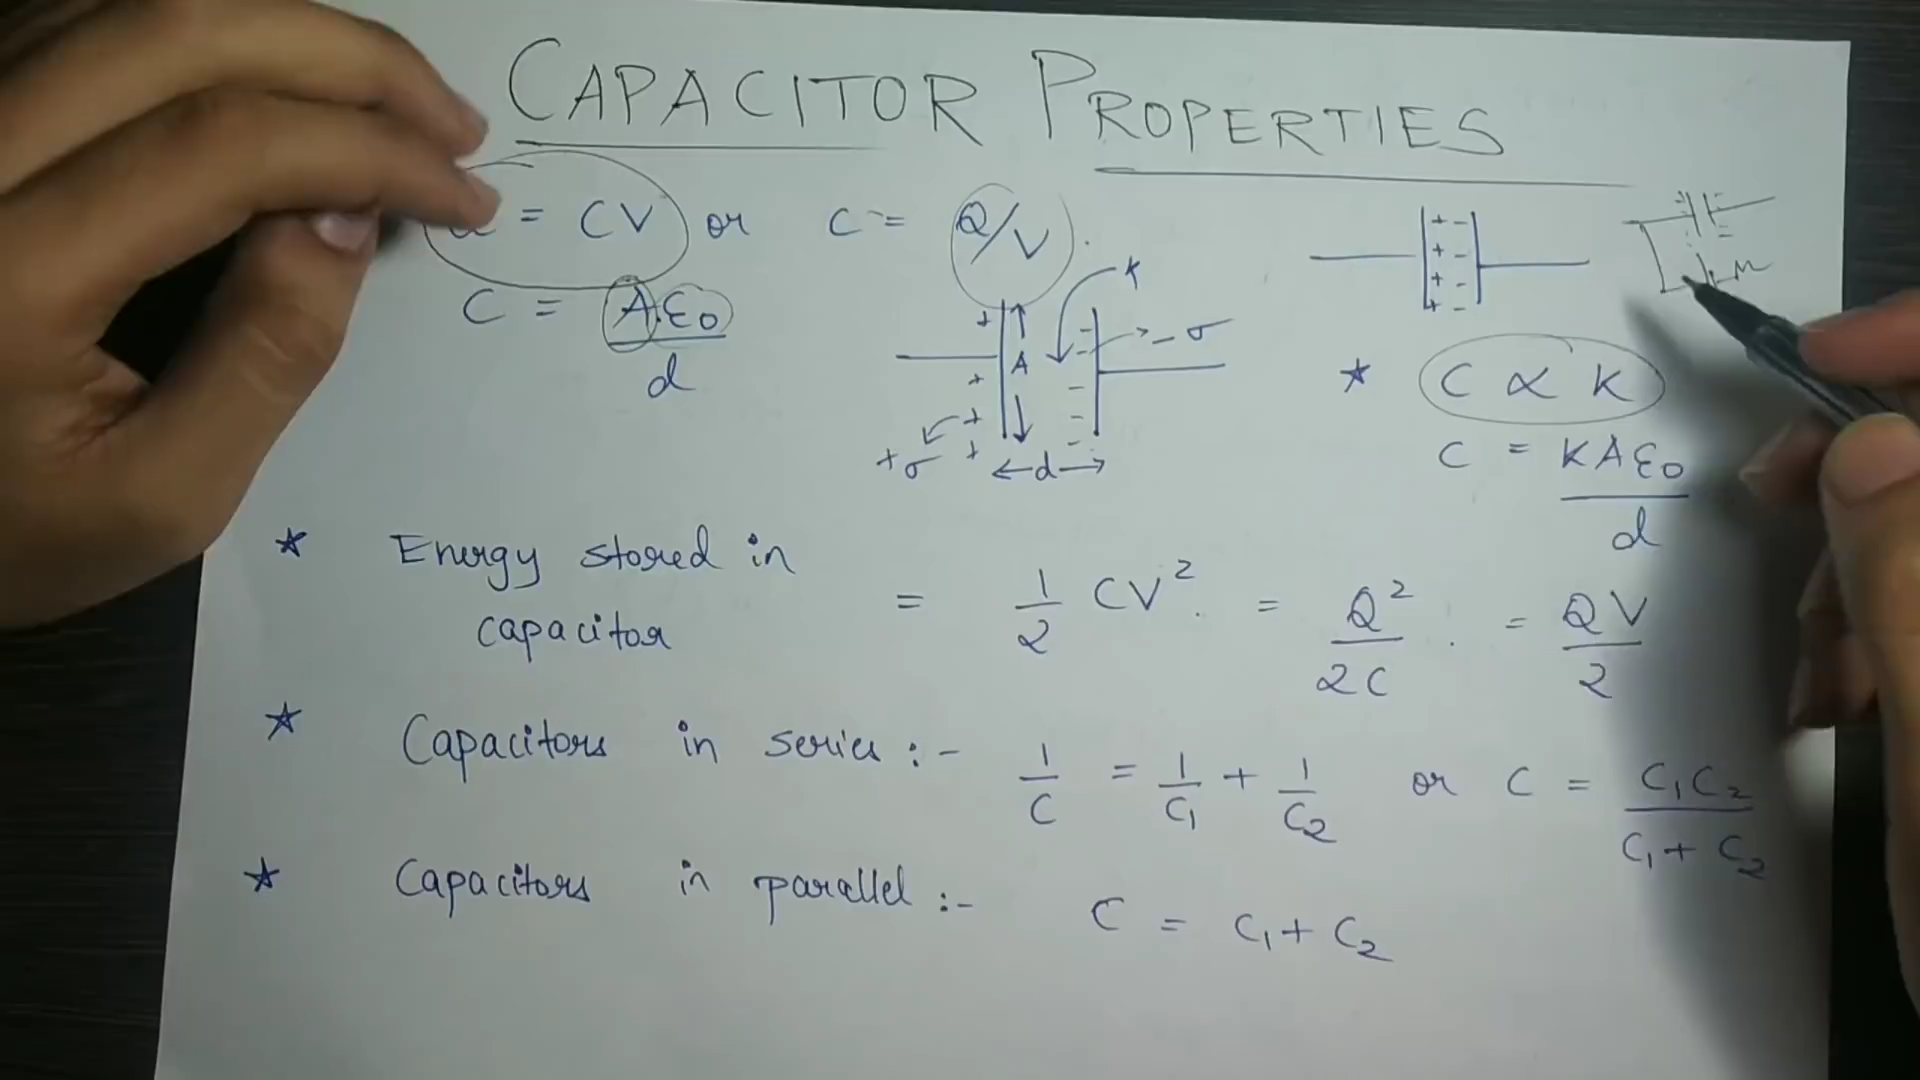 CAPACITOR PROPERTIES
= CV or C = Q/V
C = A.ε₀/d
K
+ -
+ -
+ -
+ -
+ A - → -σ
+σ + + ←d→
★ C ∝ K
C = KAε₀/d
★ Energy stored in capacitor = 1/2 CV². = Q²/2C . = QV/2
★ Capacitors in series :- 1/C = 1/C₁ + 1/C₂ or C = C₁C₂/C₁+C₂
★ Capacitors in parallel :- C = C₁+ C₂